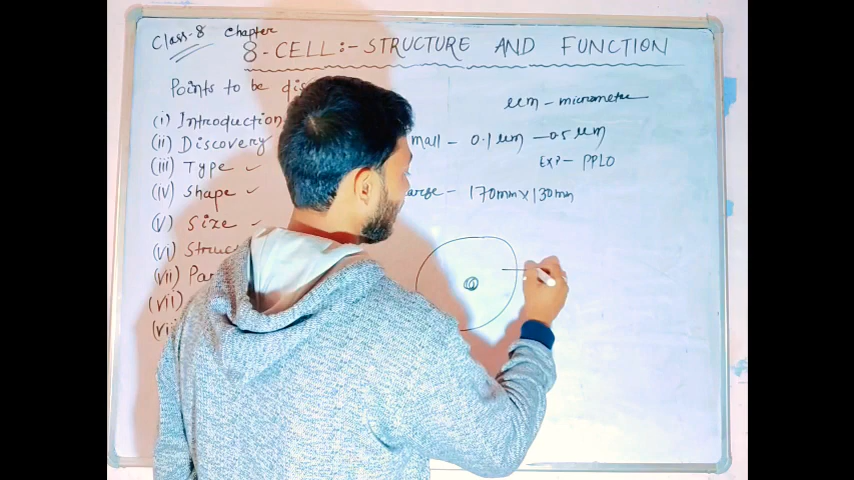 Class-8 Chapter
8-CELL:- STRUCTURE AND FUNCTION
Points to be dis
(i) Introduction
(ii) Discovery
(iii) Type
(iv) Shape
(v) Size
(vi) Struc
(vii) Par
(vii)
(vii
um - micrometer
mall - 0.1 um - 0.5 um
Exp - PPLO
arge - 170mm x 130mm